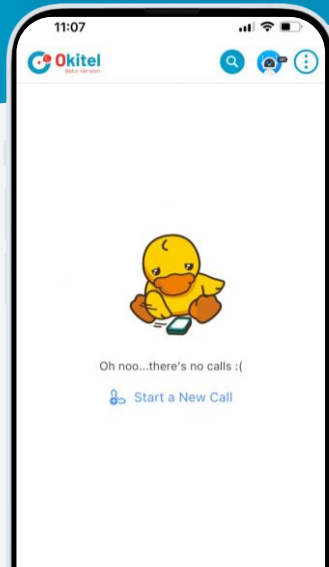 11:07
Okitel
Beta Version
Oh noo...there's no calls :(
Start a New Call